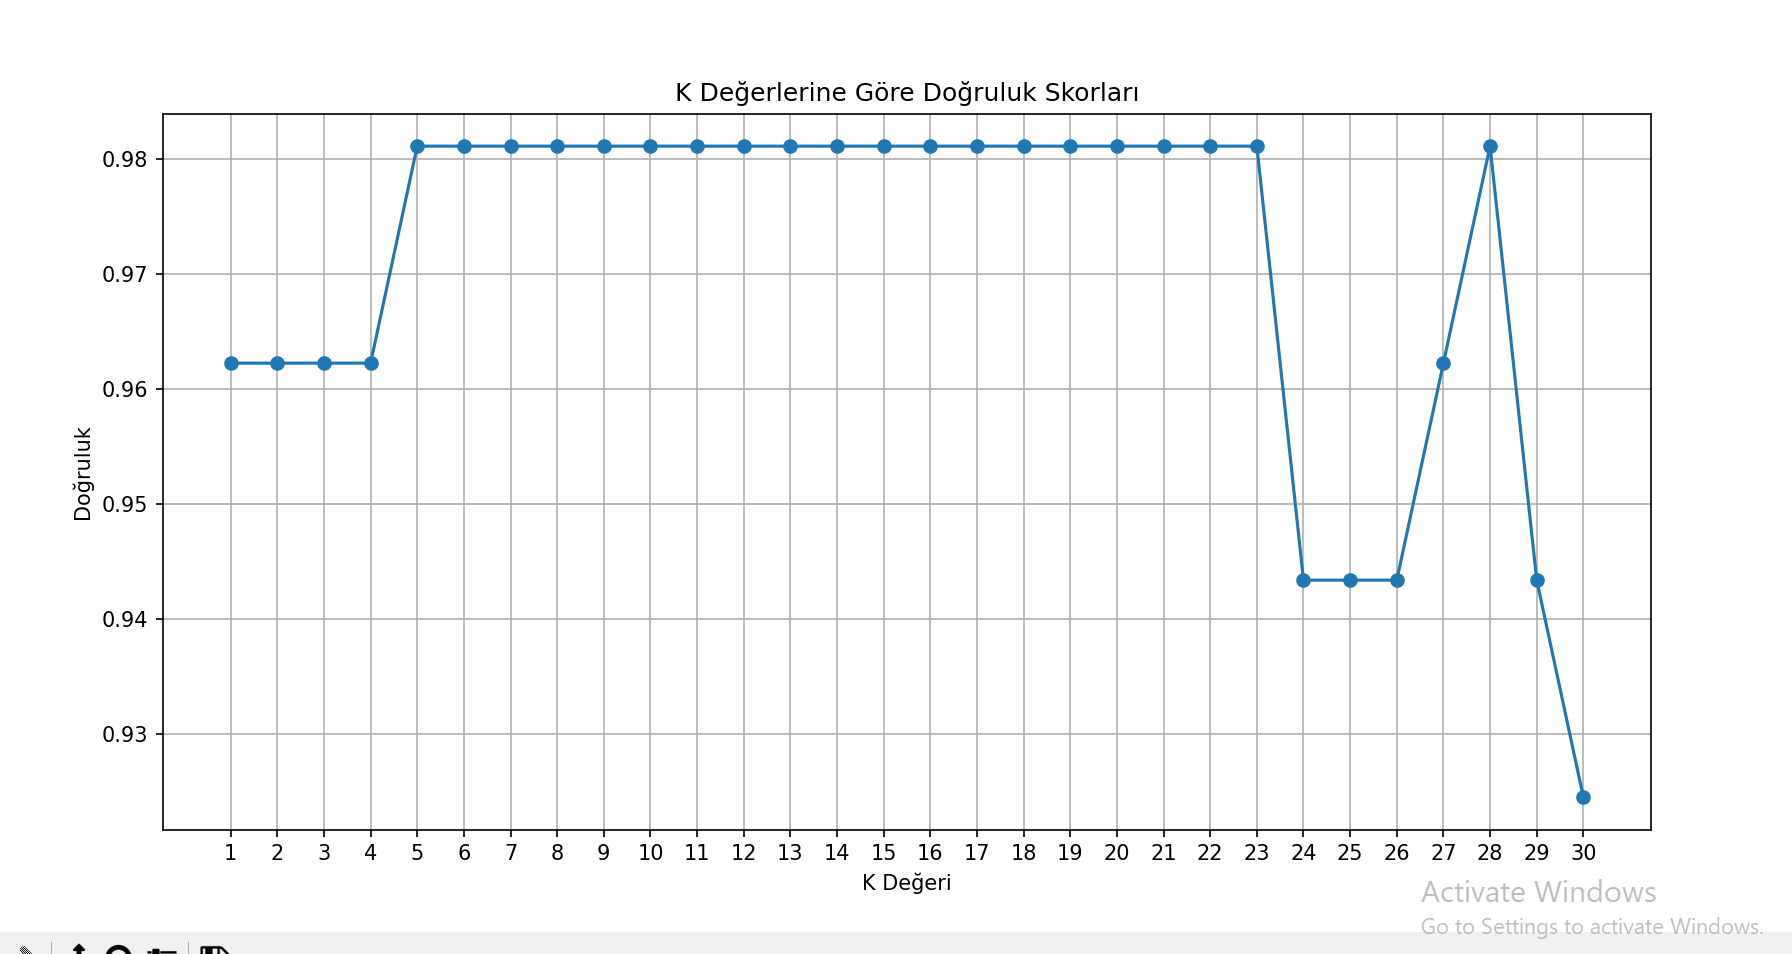 K Değerlerine Göre Doğruluk Skorları
0.98
0.97
0.96
0.95
0.94
0.93
Doğruluk
1 2 3 4 5 6 7 8 9 10 11 12 13 14 15 16 17 18 19 20 21 22 23 24 25 26 27 28 29 30
K Değeri
Activate Windows
Go to Settings to activate Windows.